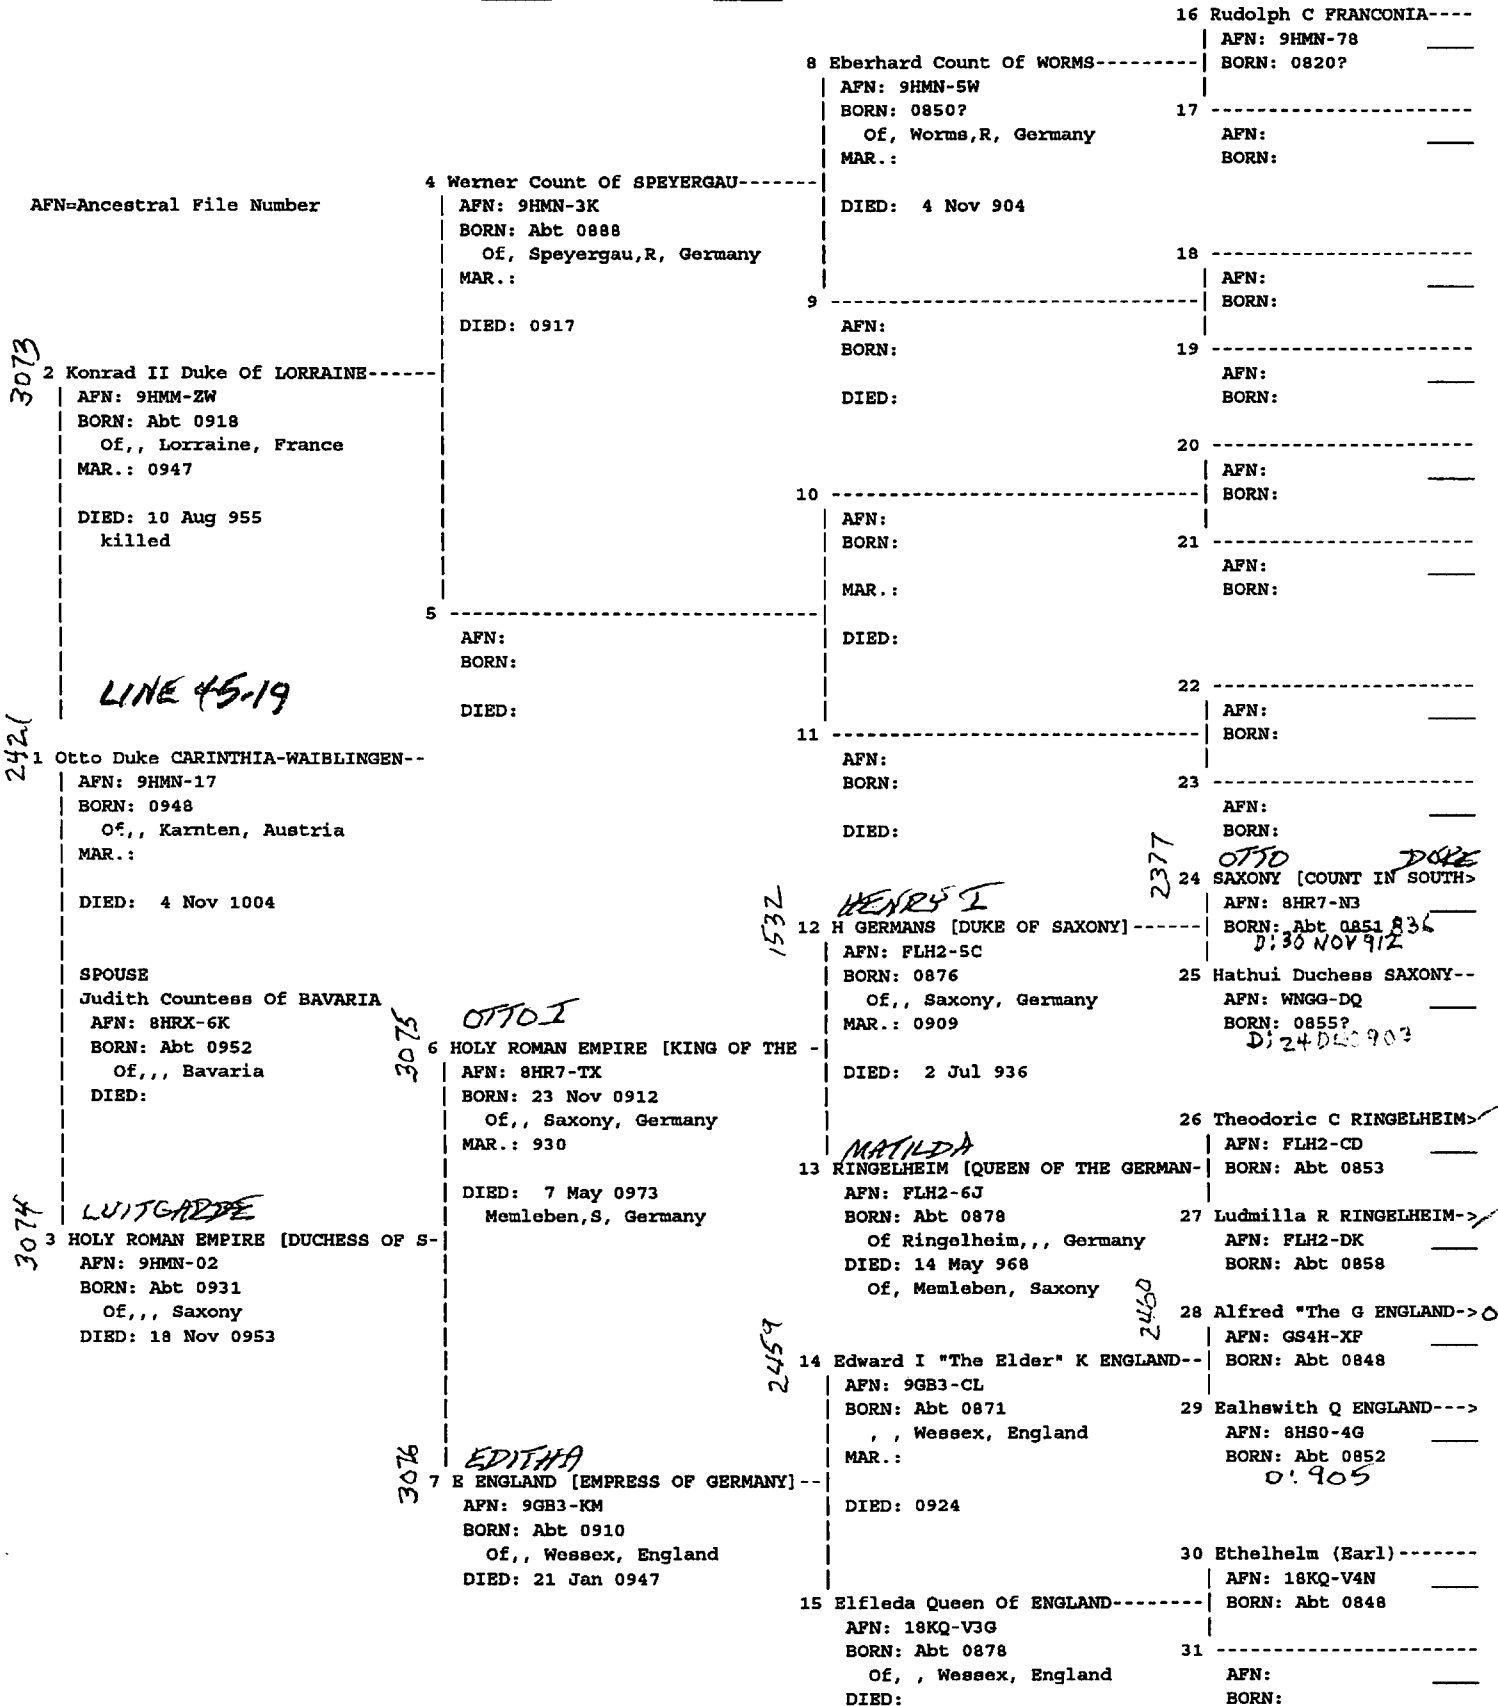 AFN=Ancestral File Number
2421
1 Otto Duke CARINTHIA-WAIBLINGEN--
AFN: 9HMN-17
BORN: 0948
Of,, Karnten, Austria
MAR.:
DIED: 4 Nov 1004
SPOUSE
Judith Countess Of BAVARIA
AFN: 8HRX-6K
BORN: Abt 0952
Of,,, Bavaria
DIED:
LINE 45-19
3073
2 Konrad II Duke Of LORRAINE------
AFN: 9HMM-ZW
BORN: Abt 0918
Of,, Lorraine, France
MAR.: 0947
DIED: 10 Aug 955
killed
3074
LUITGARDE
3 HOLY ROMAN EMPIRE [DUCHESS OF S-
AFN: 9HMN-02
BORN: Abt 0931
Of,,, Saxony
DIED: 18 Nov 0953
4 Werner Count Of SPEYERGAU-------
AFN: 9HMN-3K
BORN: Abt 0888
Of, Speyergau,R, Germany
MAR.:
DIED: 0917
5 --------------------------------
AFN:
BORN:
DIED:
3075
OTTO I
6 HOLY ROMAN EMPIRE [KING OF THE -
AFN: 8HR7-TX
BORN: 23 Nov 0912
Of,, Saxony, Germany
MAR.: 930
DIED: 7 May 0973
Memleben,S, Germany
3076
EDITHA
7 E ENGLAND [EMPRESS OF GERMANY]--
AFN: 9GB3-KM
BORN: Abt 0910
Of,, Wessex, England
DIED: 21 Jan 0947
8 Eberhard Count Of WORMS---------
AFN: 9HMN-5W
BORN: 0850?
Of, Worms,R, Germany
MAR.:
DIED: 4 Nov 904
9 --------------------------------
AFN:
BORN:
DIED:
10 --------------------------------
AFN:
BORN:
MAR.:
DIED:
11 --------------------------------
AFN:
BORN:
DIED:
1532
HENRY I
12 H GERMANS [DUKE OF SAXONY]------
AFN: FLH2-5C
BORN: 0876
Of,, Saxony, Germany
MAR.: 0909
DIED: 2 Jul 936
MATILDA
13 RINGELHEIM [QUEEN OF THE GERMAN-
AFN: FLH2-6J
BORN: Abt 0878
Of Ringelheim,,, Germany
DIED: 14 May 968
Of, Memleben, Saxony
2459
14 Edward I "The Elder" K ENGLAND--
AFN: 9GB3-CL
BORN: Abt 0871
, , Wessex, England
MAR.:
DIED: 0924
15 Elfleda Queen Of ENGLAND--------
AFN: 18KQ-V3G
BORN: Abt 0878
Of, , Wessex, England
DIED:
16 Rudolph C FRANCONIA----
AFN: 9HMN-78
BORN: 0820?
17 -----------------------
AFN:
BORN:
18 -----------------------
AFN:
BORN:
19 -----------------------
AFN:
BORN:
20 -----------------------
AFN:
BORN:
21 -----------------------
AFN:
BORN:
22 -----------------------
AFN:
BORN:
23 -----------------------
AFN:
BORN:
2377
OTTO DUKE
24 SAXONY [COUNT IN SOUTH>
AFN: 8HR7-N3
BORN: Abt 0851 836
D: 30 NOV 912
25 Hathui Duchess SAXONY--
AFN: WNGG-DQ
BORN: 0855?
D: 24 DEC 903
26 Theodoric C RINGELHEIM>
AFN: FLH2-CD
BORN: Abt 0853
27 Ludmilla R RINGELHEIM->
AFN: FLH2-DK
BORN: Abt 0858
2460
28 Alfred "The G ENGLAND->
AFN: GS4H-XF
BORN: Abt 0848
29 Ealhswith Q ENGLAND--->
AFN: 8HS0-4G
BORN: Abt 0852
D: 905
30 Ethelhelm (Earl)-------
AFN: 18KQ-V4N
BORN: Abt 0848
31 -----------------------
AFN:
BORN: